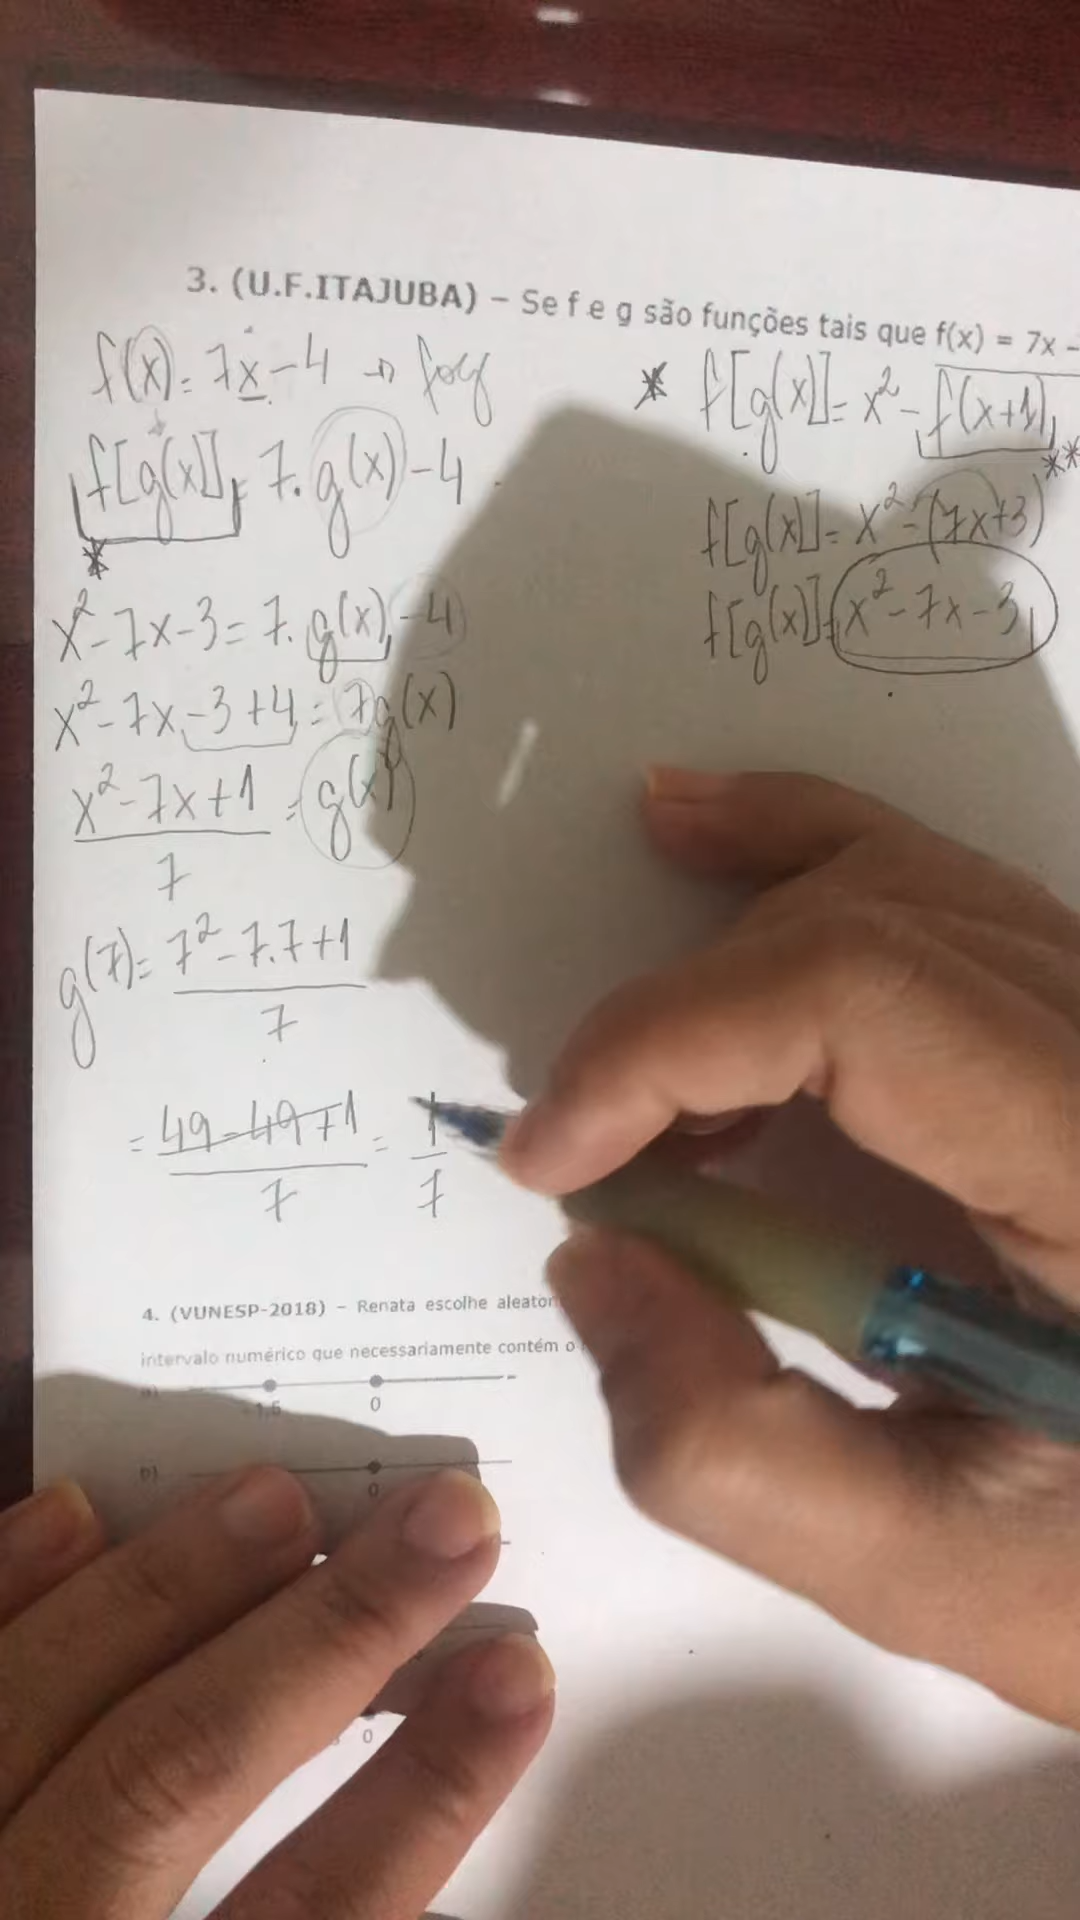 3. (U.F.ITAJUBA) – Se f e g são funções tais que f(x) = 7x –
f(x) = 7x – 4 → fog
f[g(x)] = 7. g(x) – 4
*
x² – 7x – 3 = 7. g(x) – 4
x² – 7x – 3 + 4 = 7g(x)
x² – 7x + 1 = g(x)
7
g(7) = 7² – 7.7 + 1
7
= 49 – 49 + 1 = 1
7 7
* f[g(x)] = x² – f(x+1)
**
f[g(x)] = x² – (7x+3)
f[g(x)] = x² – 7x – 3
4. (VUNESP-2018) – Renata escolhe
intervalo numérico que necessariamente contém o
a)
-1,5 0
b)
0
0